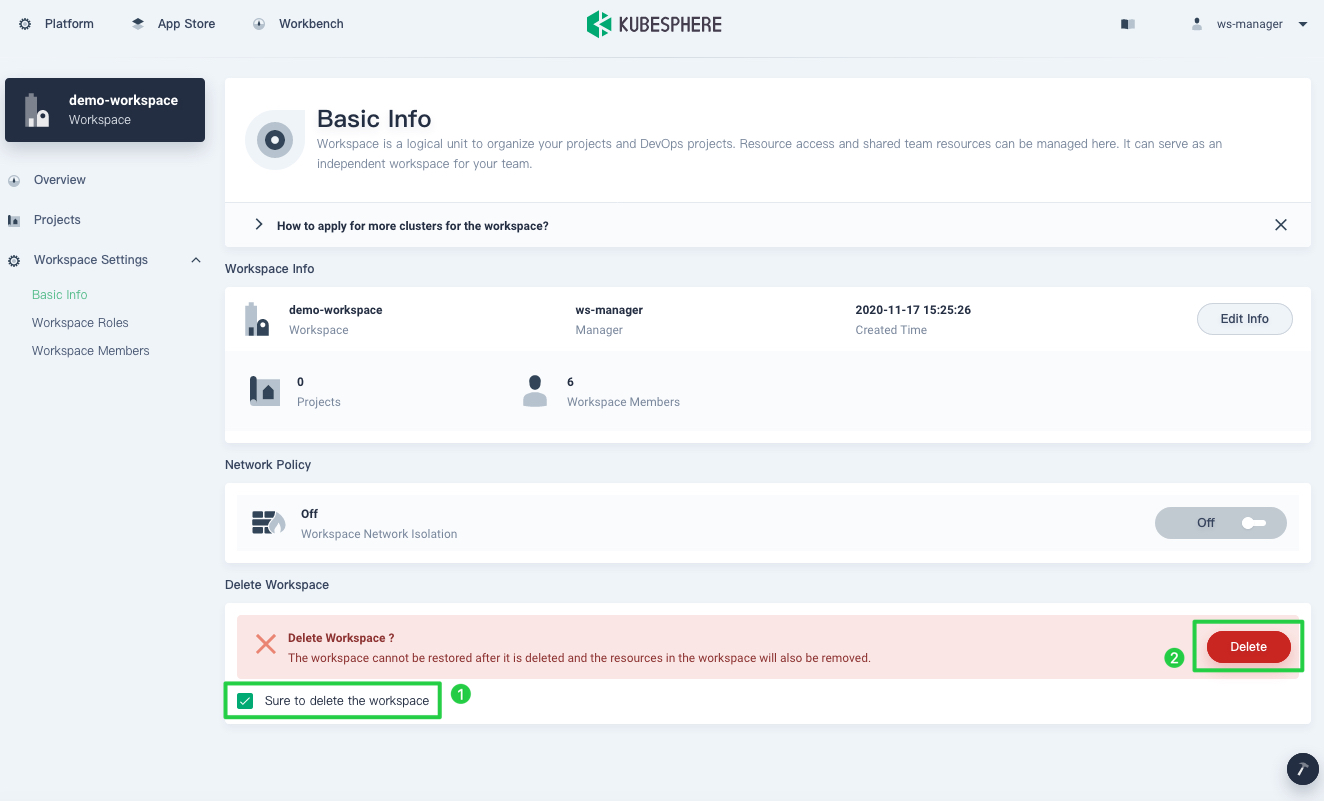 Platform
App Store
Workbench
KUBESPHERE
ws-manager
demo-workspace
Workspace
Overview
Projects
Workspace Settings
Basic Info
Workspace Roles
Workspace Members
Basic Info
Workspace is a logical unit to organize your projects and DevOps projects. Resource access and shared team resources can be managed here. It can serve as an
independent workspace for your team.
How to apply for more clusters for the workspace?
Workspace Info
demo-workspace
Workspace
ws-manager
Manager
2020-11-17 15:25:26
Created Time
Edit Info
0
Projects
6
Workspace Members
Network Policy
Off
Workspace Network Isolation
Off
Delete Workspace
Delete Workspace ?
The workspace cannot be restored after it is deleted and the resources in the workspace will also be removed.
2
Delete
Sure to delete the workspace
1